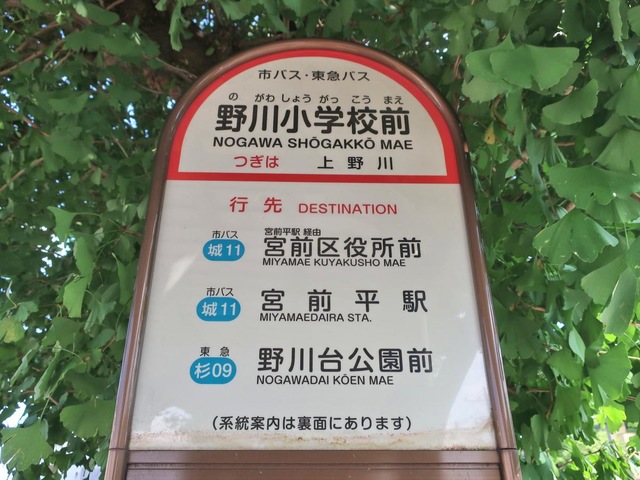 市バス・東急バス
の がわ しょう がっ こう まえ
野川小学校前
NOGAWA SHŌGAKKŌ MAE
つぎは 上野川
行先 DESTINATION
市バス 宮前平駅 経由
城11 宮前区役所前
MIYAMAE KUYAKUSHO MAE
市バス
城11 宮前平駅
MIYAMAEDAIRA STA.
東急
杉09 野川台公園前
NOGAWADAI KŌEN MAE
(系統案内は裏面にあります)